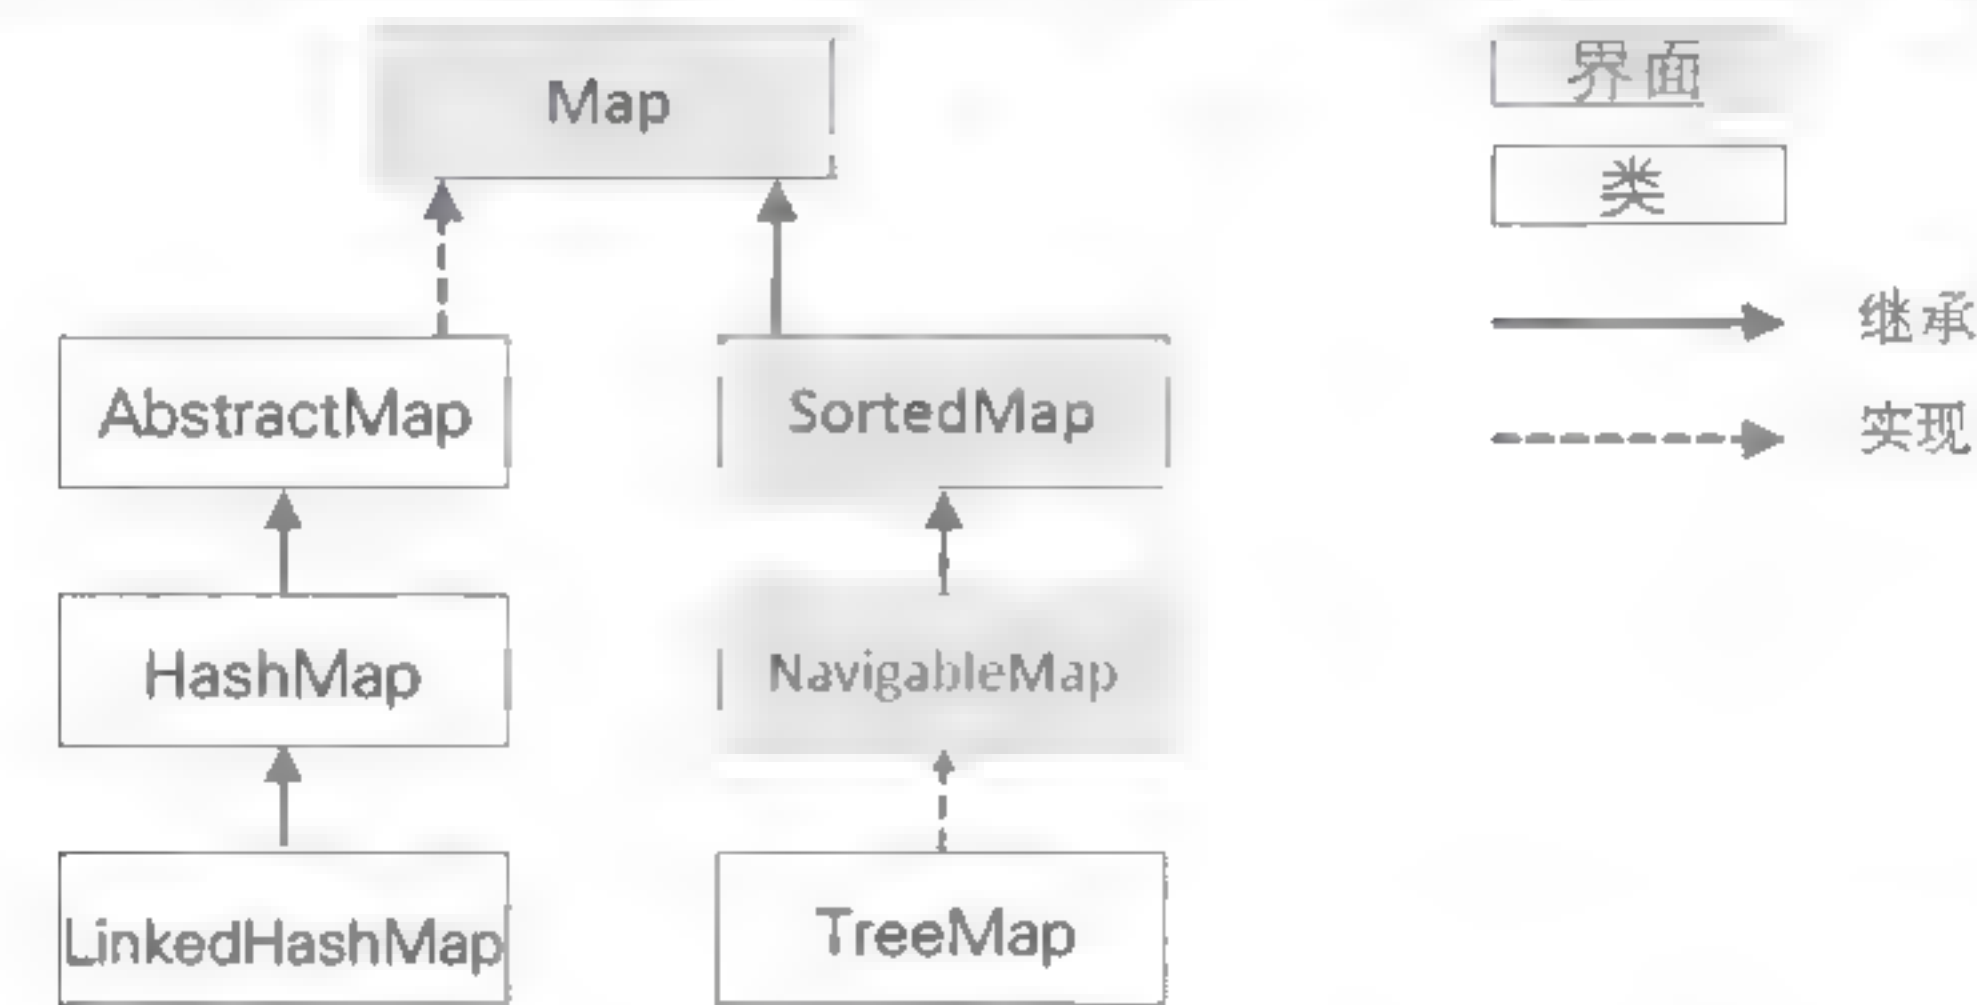 Map
界面
类
继承
实现
AbstractMap
SortedMap
HashMap
NavigableMap
LinkedHashMap
TreeMap